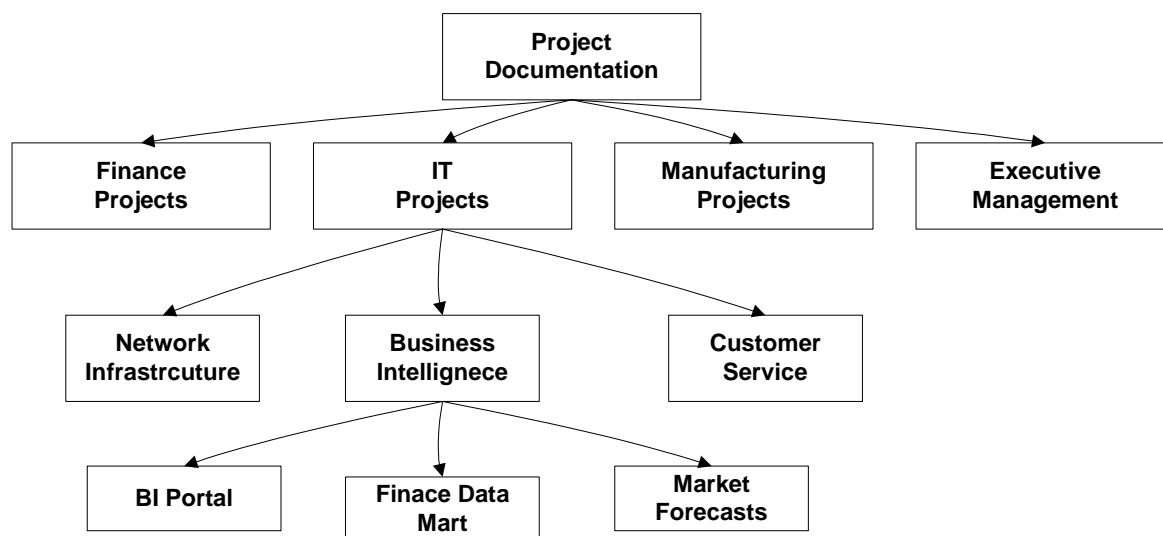 Project
Documentation
Finance
Projects
IT
Projects
Manufacturing
Projects
Executive
Management
Network
Infrastrcuture
Business
Intellignece
Customer
Service
BI Portal
Finace Data
Mart
Market
Forecasts